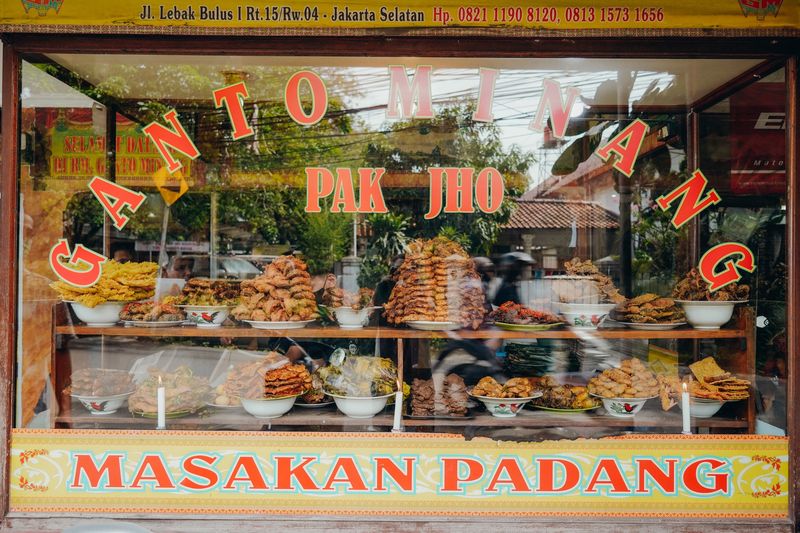 Jl. Lebak Bulus I Rt.15/Rw.04 - Jakarta Selatan Hp. 0821 1190 8120, 0813 1573 1656
GANTO MINANG
PAK JHO
MASAKAN PADANG